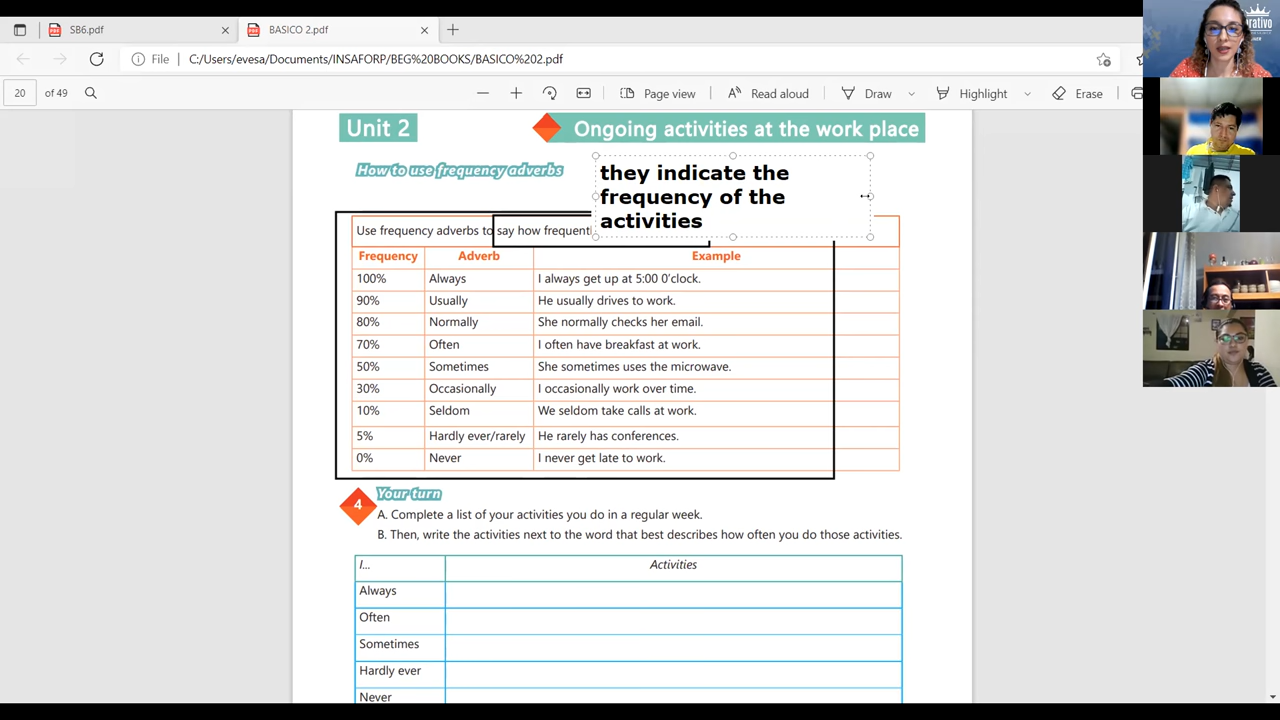 SB6.pdf
BASICO 2.pdf
File C:/Users/evesa/Documents/INSAFORP/BEG%20BOOKS/BASICO%202.pdf
20 of 49 Page view Read aloud Draw Highlight Erase
Unit 2 Ongoing activities at the work place
How to use frequency adverbs
they indicate the
frequency of the
activities
Use frequency adverbs to say how frequent
Frequency Adverb Example
100% Always I always get up at 5:00 0'clock.
90% Usually He usually drives to work.
80% Normally She normally checks her email.
70% Often I often have breakfast at work.
50% Sometimes She sometimes uses the microwave.
30% Occasionally I occasionally work over time.
10% Seldom We seldom take calls at work.
5% Hardly ever/rarely He rarely has conferences.
0% Never I never get late to work.
4 Your turn
A. Complete a list of your activities you do in a regular week.
B. Then, write the activities next to the word that best describes how often you do those activities.
I... Activities
Always
Often
Sometimes
Hardly ever
Never